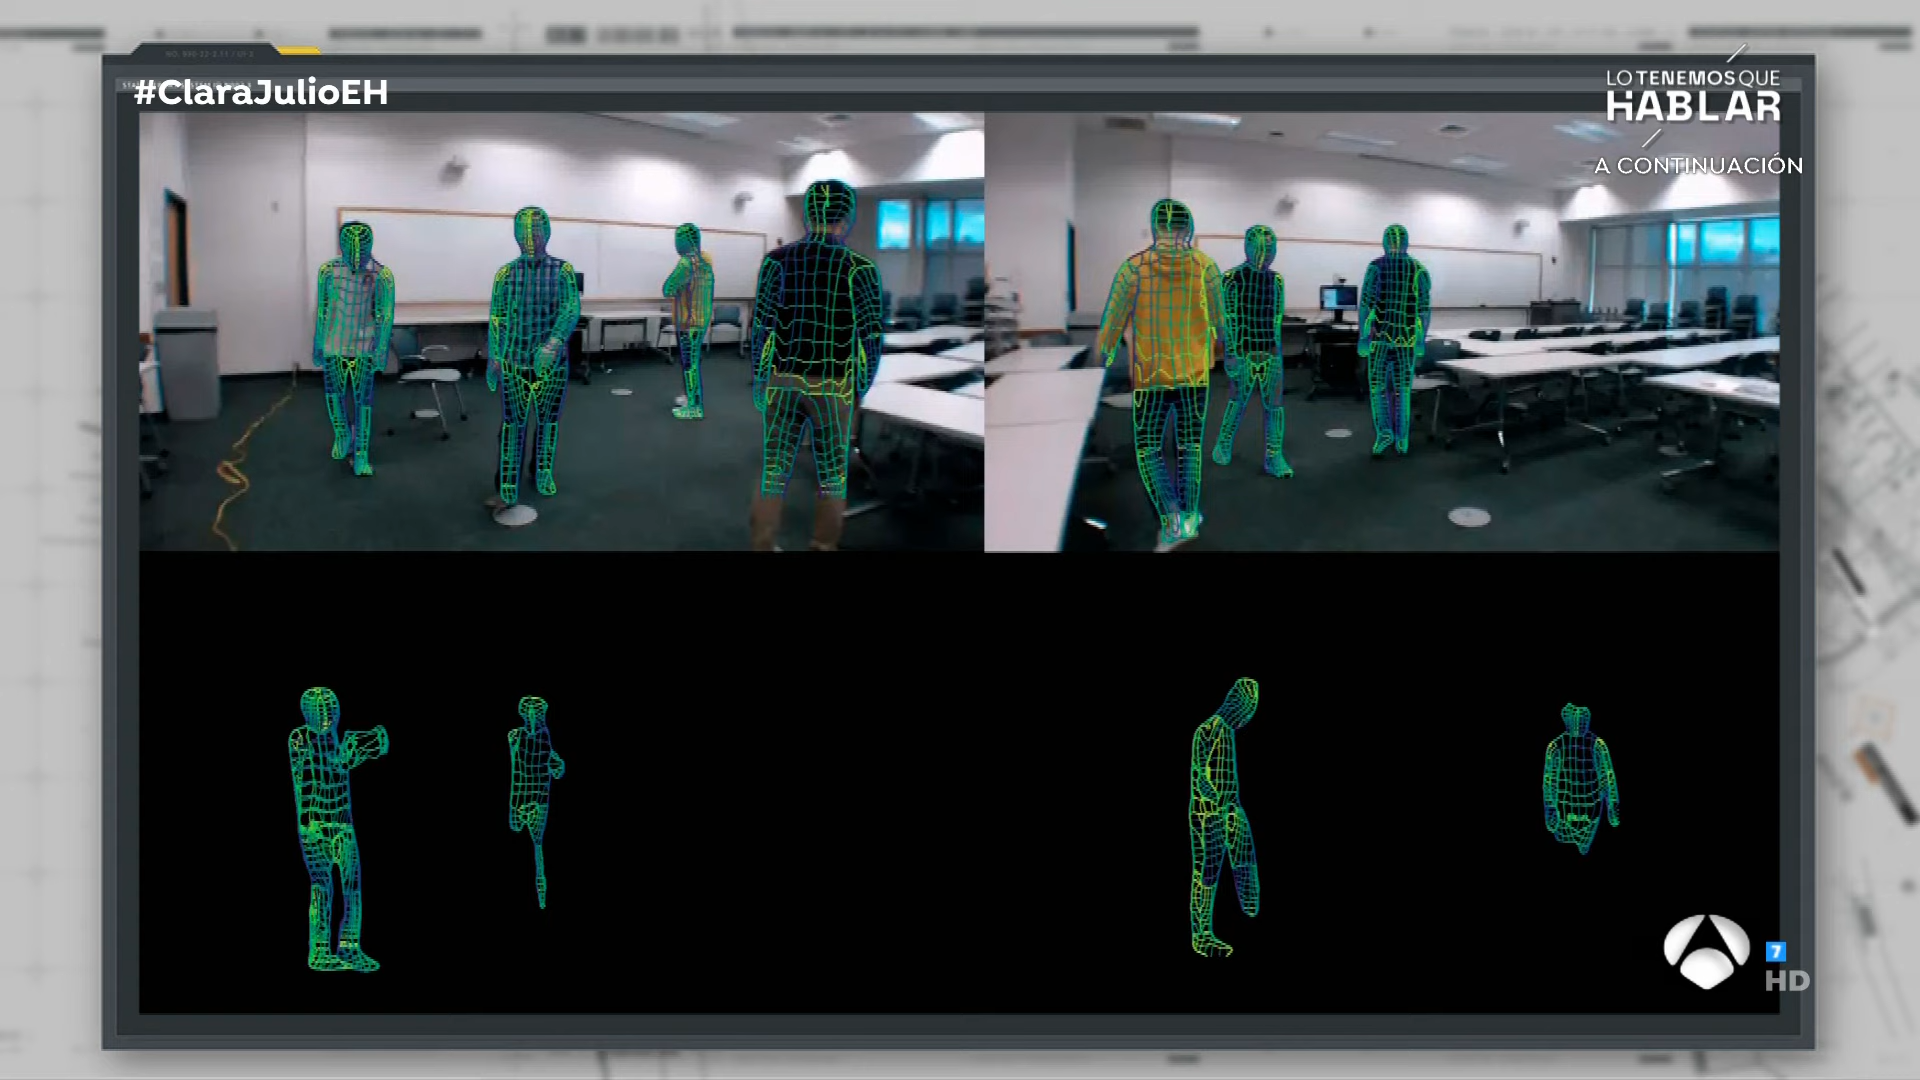 #ClaraJulioEH
LO TENEMOS QUE
HABLAR
A CONTINUACIÓN
7
HD